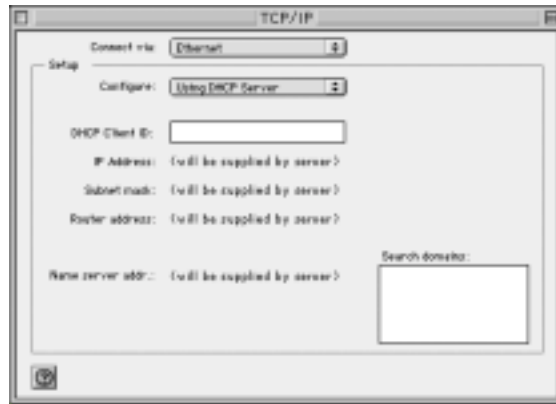 TCP/IP
Connect via: Ethernet
Setup
Configure: Using DHCP Server
DHCP Client ID:
IP Address: <will be supplied by server>
Subnet mask: <will be supplied by server>
Router address: <will be supplied by server>
Search domains:
Name server addr.: <will be supplied by server>
?